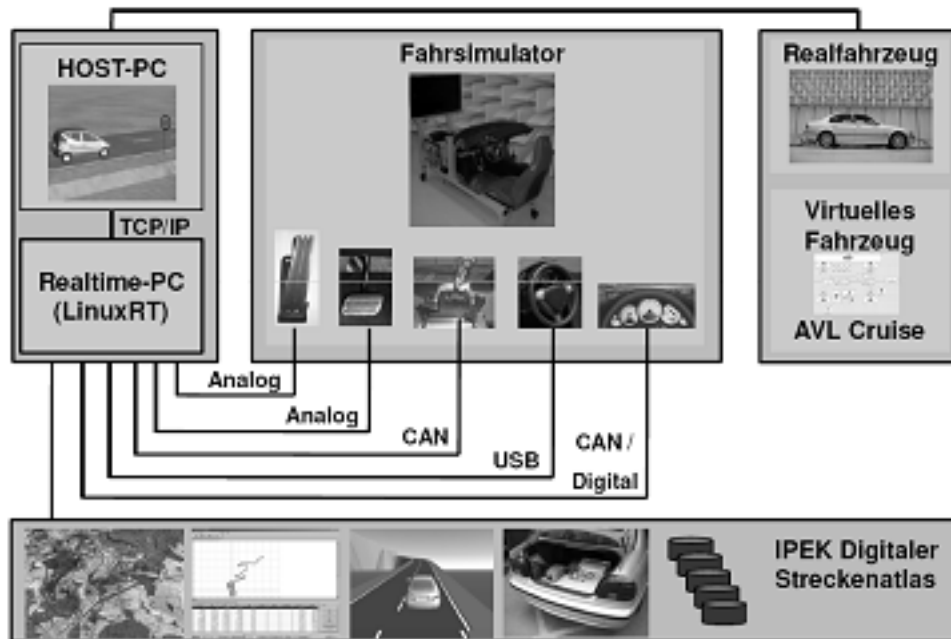 HOST-PC
TCP/IP
Realtime-PC
(LinuxRT)
Fahrsimulator
Realfahrzeug
Virtuelles
Fahrzeug
AVL Cruise
Analog
Analog
CAN
USB
CAN /
Digital
IPEK Digitaler
Streckenatlas